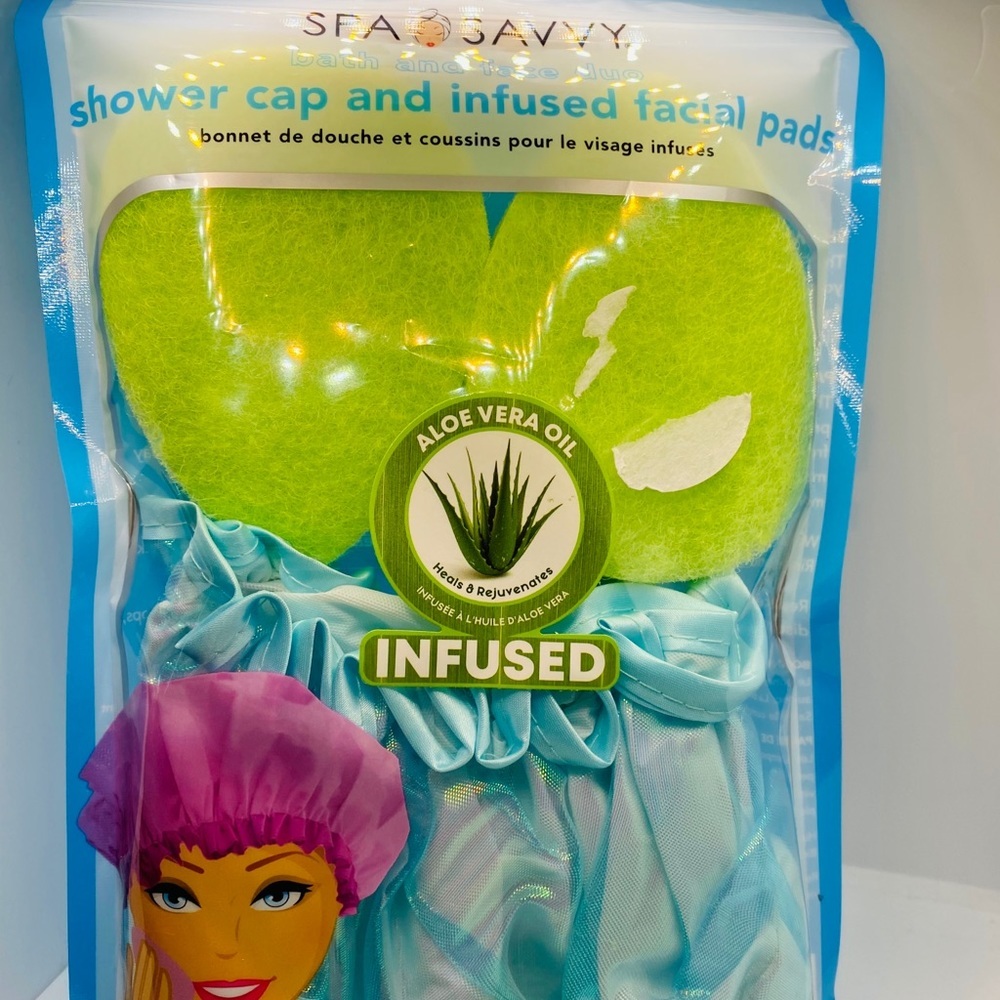 SPA SAVVY
bath and face duo
shower cap and infused facial pads
bonnet de douche et coussins pour le visage infusés
ALOE VERA OIL
Heals & Rejuvenates
INFUSÉE À L'HUILE D'ALOE VERA
INFUSED